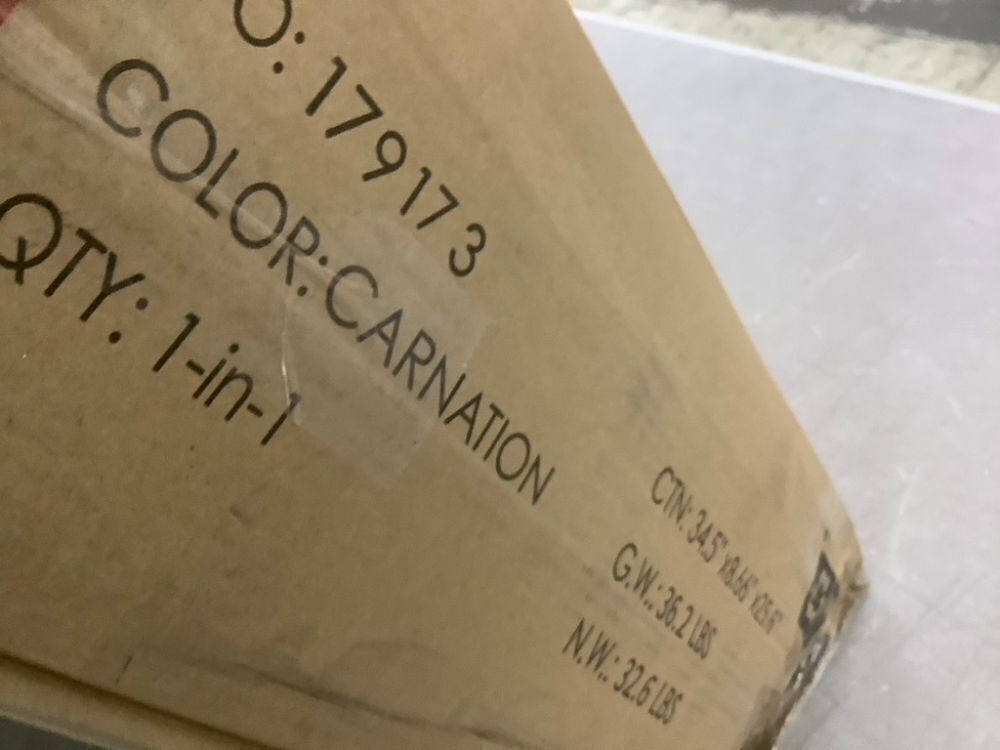 O: 179173
COLOR: CARNATION
QTY: 1-in-1
CTN: 34.5" x8.66" x25.6"
G.W.: 36.2 LBS
N.W.: 32.6 LBS